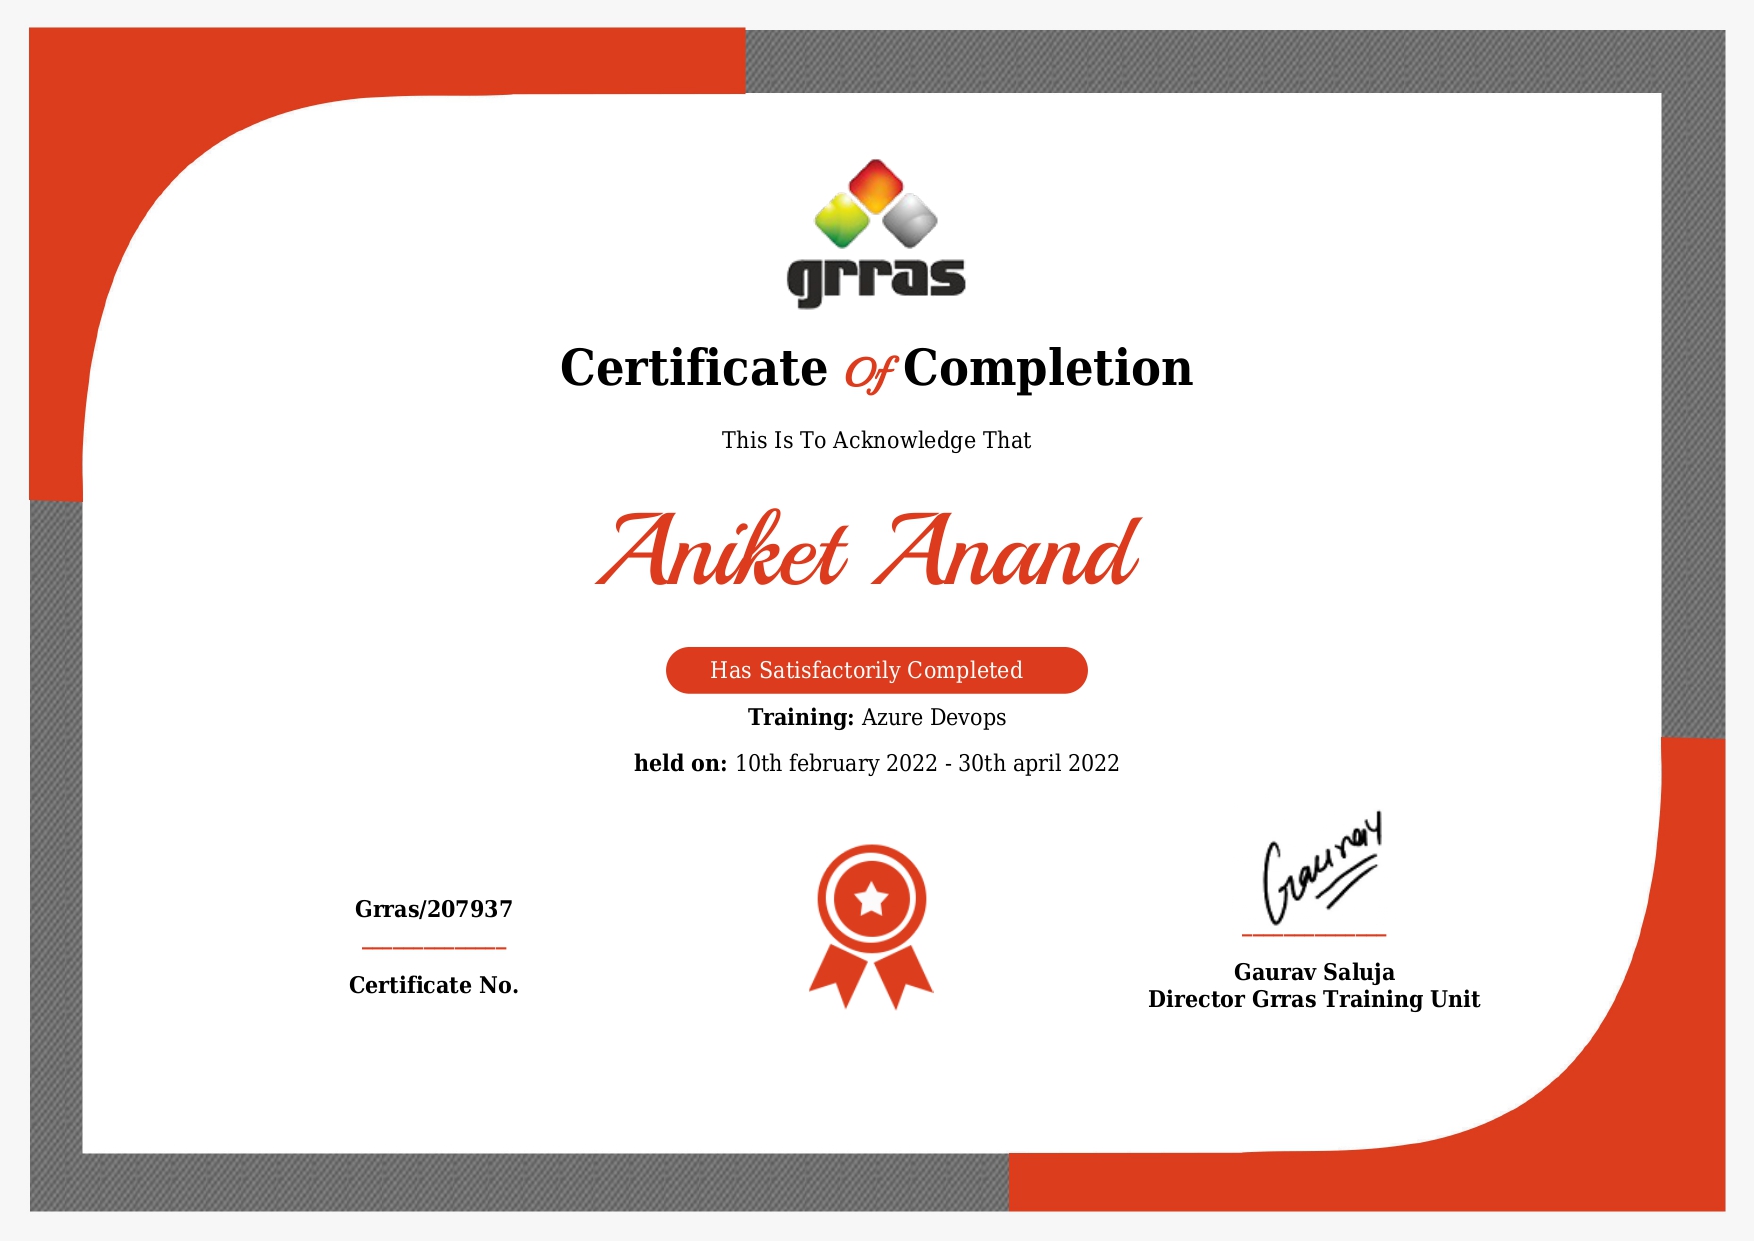 grras
Certificate Of Completion
This Is To Acknowledge That
Aniket Anand
Has Satisfactorily Completed
Training: Azure Devops
held on: 10th february 2022 - 30th april 2022
Grras/207937
Certificate No.
Gaurav
Gaurav Saluja
Director Grras Training Unit